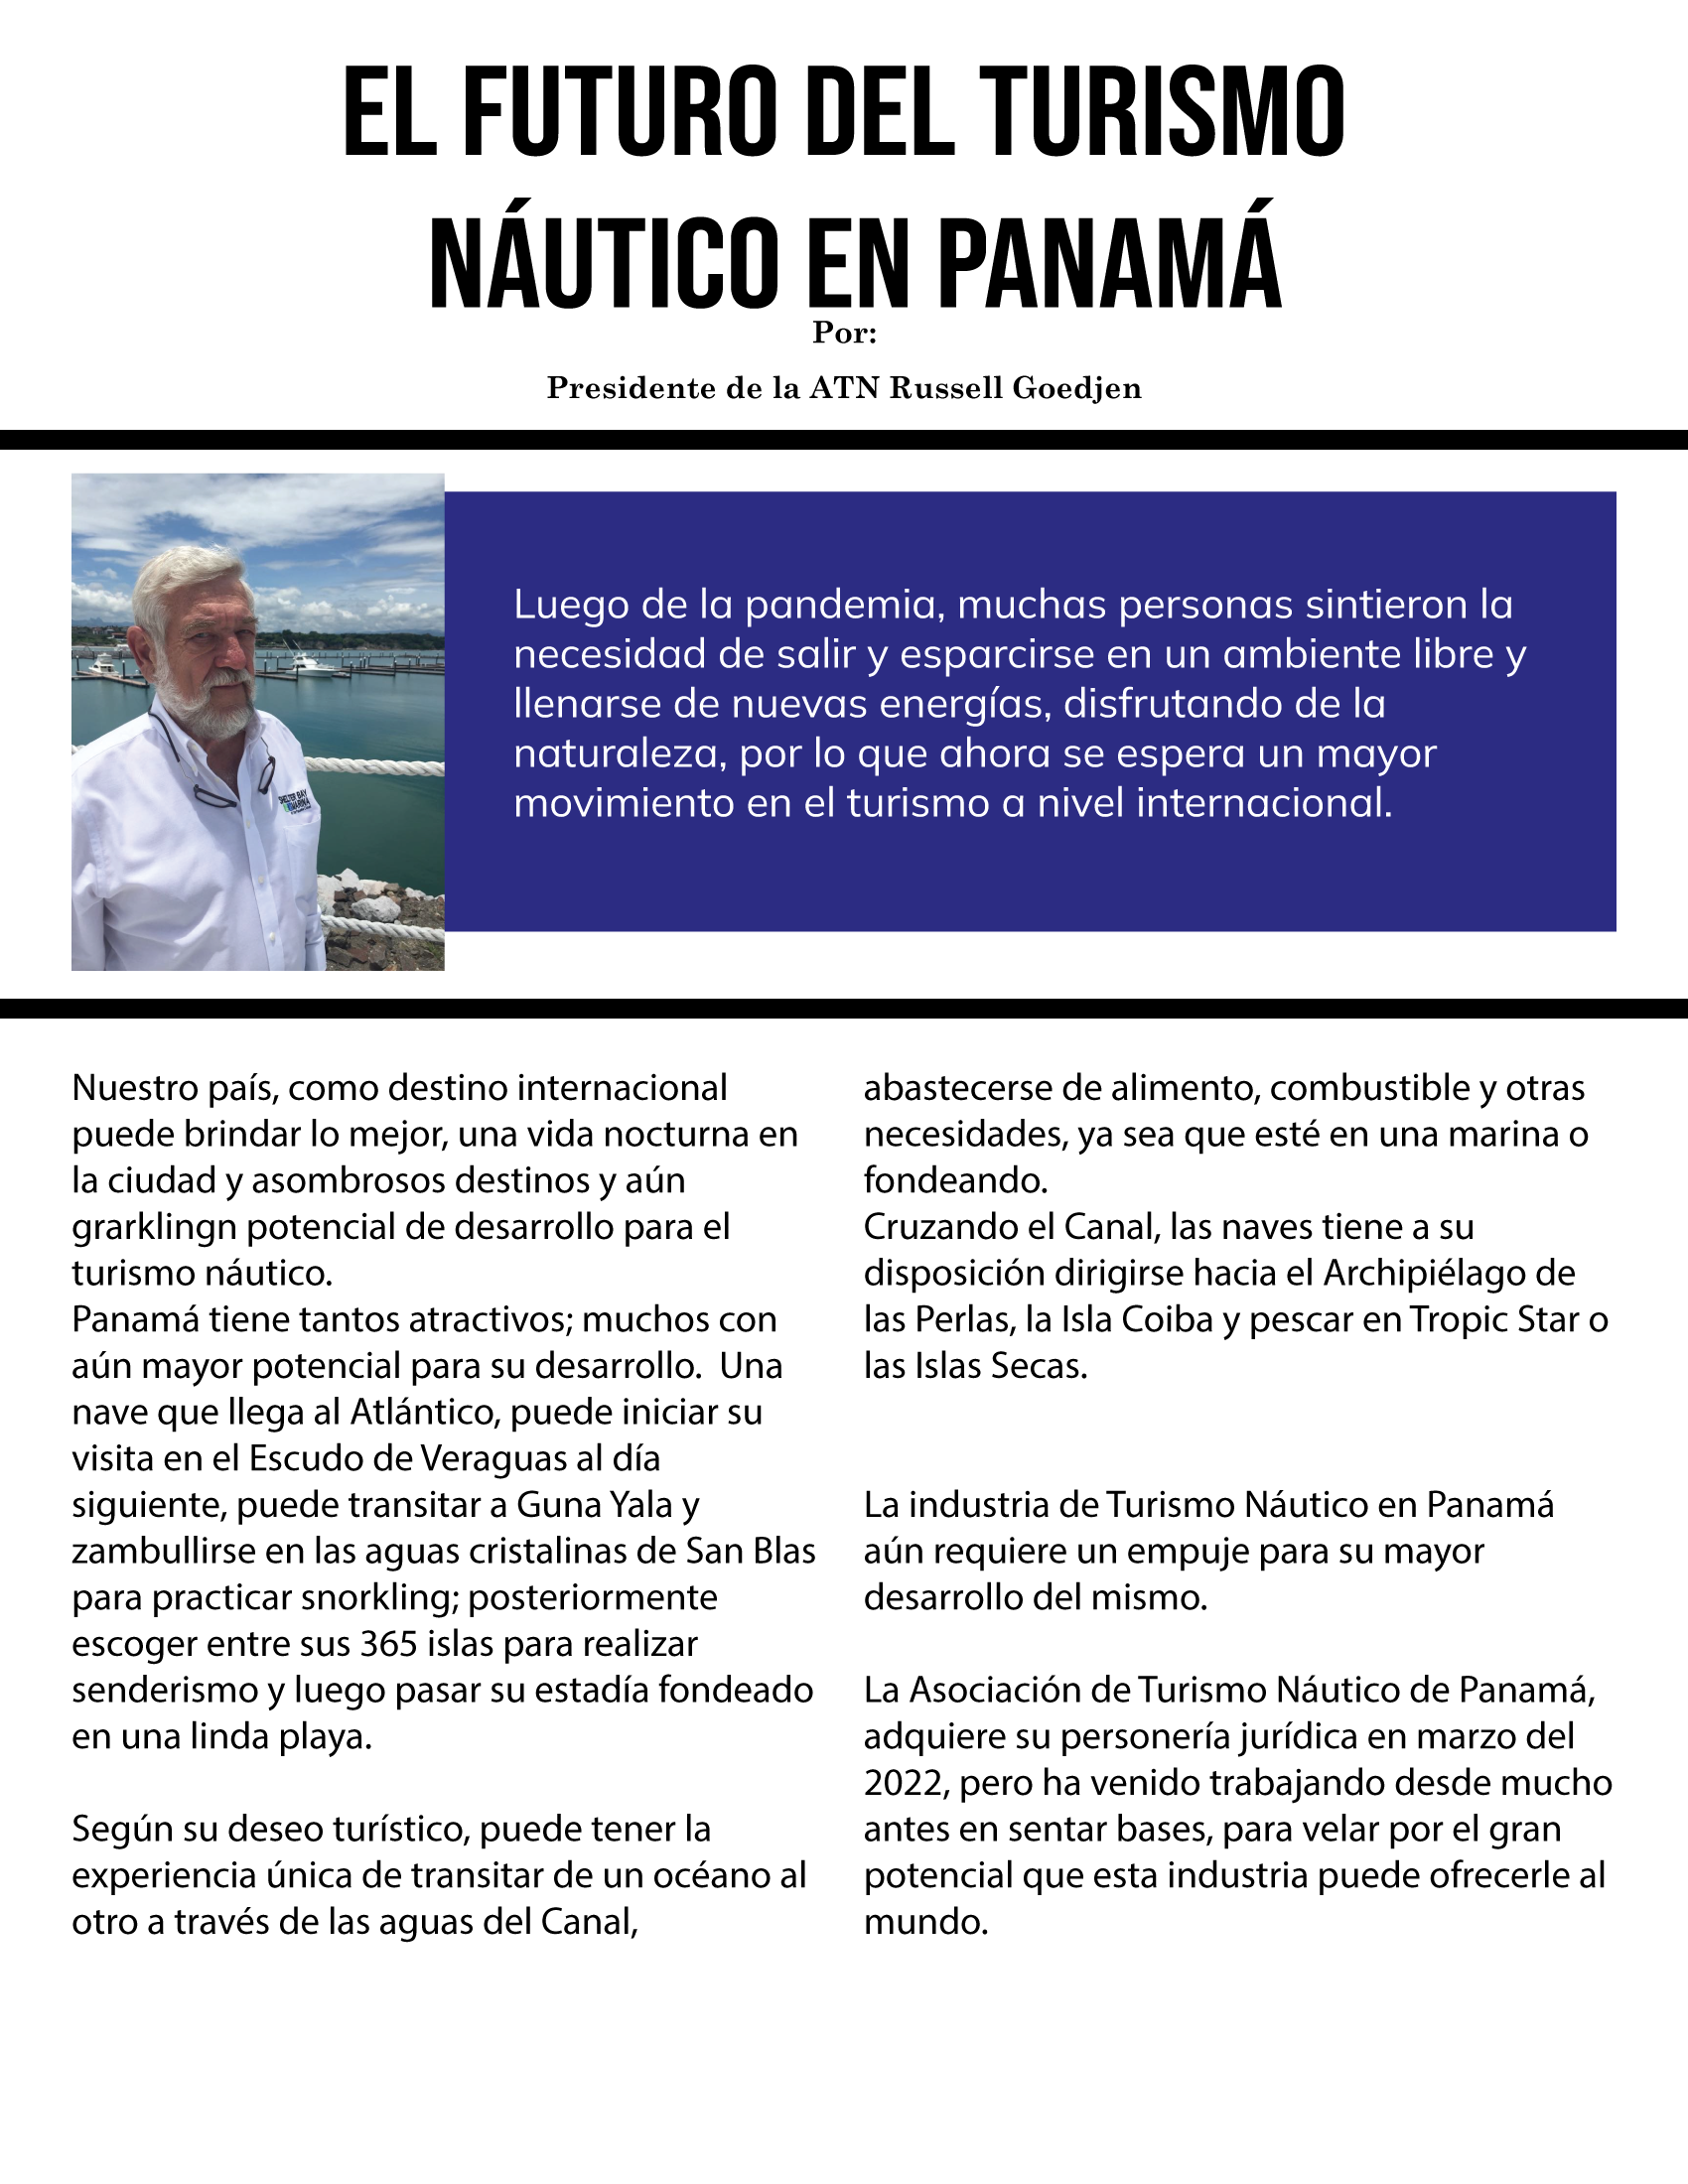 EL FUTURO DEL TURISMO
NÁUTICO EN PANAMÁ
Por:
Presidente de la ATN Russell Goedjen
SHELTER BAY
MARINA
Luego de la pandemia, muchas personas sintieron la
necesidad de salir y esparcirse en un ambiente libre y
llenarse de nuevas energías, disfrutando de la
naturaleza, por lo que ahora se espera un mayor
movimiento en el turismo a nivel internacional.
Nuestro país, como destino internacional
puede brindar lo mejor, una vida nocturna en
la ciudad y asombrosos destinos y aún
grarklingn potencial de desarrollo para el
turismo náutico.
Panamá tiene tantos atractivos; muchos con
aún mayor potencial para su desarrollo.  Una
nave que llega al Atlántico, puede iniciar su
visita en el Escudo de Veraguas al día
siguiente, puede transitar a Guna Yala y
zambullirse en las aguas cristalinas de San Blas
para practicar snorkling; posteriormente
escoger entre sus 365 islas para realizar
senderismo y luego pasar su estadía fondeado
en una linda playa.
Según su deseo turístico, puede tener la
experiencia única de transitar de un océano al
otro a través de las aguas del Canal,
abastecerse de alimento, combustible y otras
necesidades, ya sea que esté en una marina o
fondeando.
Cruzando el Canal, las naves tiene a su
disposición dirigirse hacia el Archipiélago de
las Perlas, la Isla Coiba y pescar en Tropic Star o
las Islas Secas.
La industria de Turismo Náutico en Panamá
aún requiere un empuje para su mayor
desarrollo del mismo.
La Asociación de Turismo Náutico de Panamá,
adquiere su personería jurídica en marzo del
2022, pero ha venido trabajando desde mucho
antes en sentar bases, para velar por el gran
potencial que esta industria puede ofrecerle al
mundo.